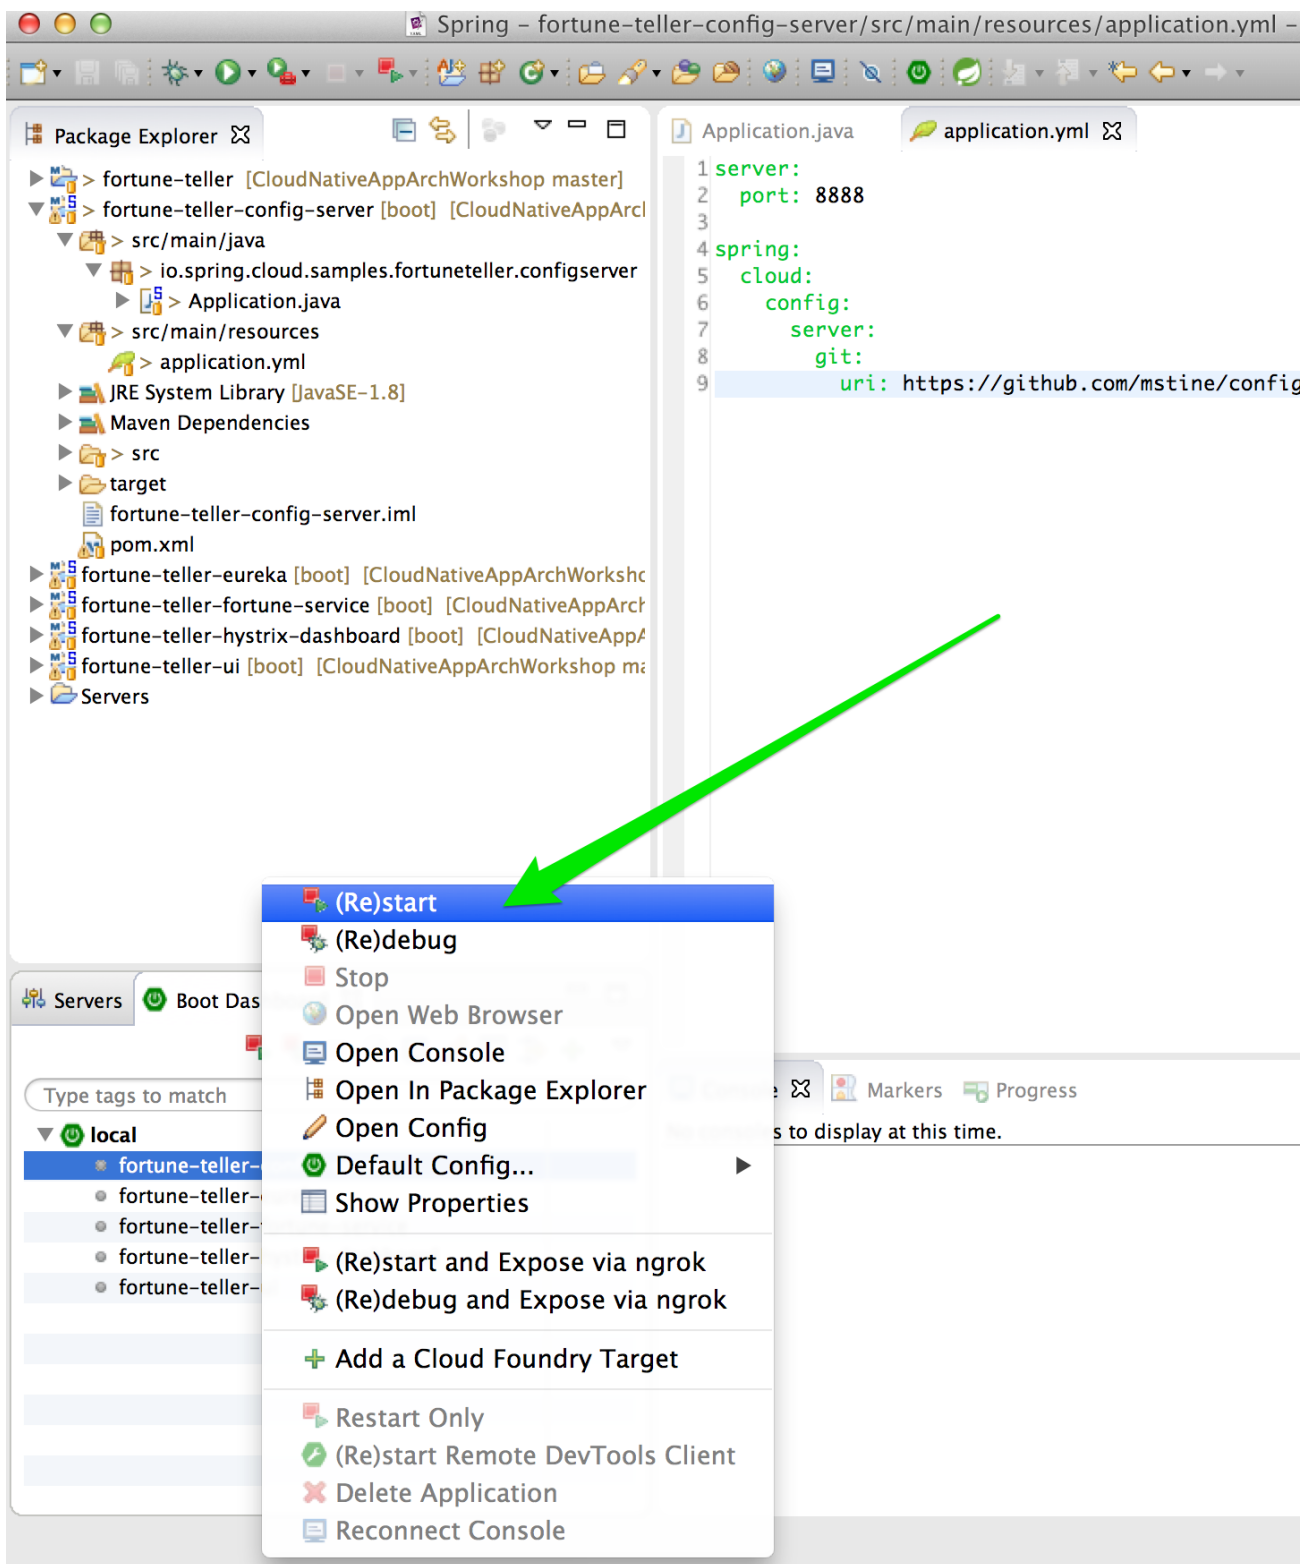 Spring – fortune-teller-config-server/src/main/resources/application.yml –
Package Explorer
> fortune-teller [CloudNativeAppArchWorkshop master]
> fortune-teller-config-server [boot] [CloudNativeAppArc
> src/main/java
> io.spring.cloud.samples.fortuneteller.configserver
> Application.java
> src/main/resources
> application.yml
JRE System Library [JavaSE-1.8]
Maven Dependencies
> src
target
fortune-teller-config-server.iml
pom.xml
fortune-teller-eureka [boot] [CloudNativeAppArchWorksho
fortune-teller-fortune-service [boot] [CloudNativeAppArch
fortune-teller-hystrix-dashboard [boot] [CloudNativeAppA
fortune-teller-ui [boot] [CloudNativeAppArchWorkshop ma
Servers
Application.java
application.yml
1 server:
2 port: 8888
3
4 spring:
5 cloud:
6 config:
7 server:
8 git:
9 uri: https://github.com/mstine/config
Servers
Boot Das
Type tags to match
local
fortune-teller-
fortune-teller-
fortune-teller-
fortune-teller-
fortune-teller-
(Re)start
(Re)debug
Stop
Open Web Browser
Open Console
Open In Package Explorer
Open Config
Default Config...
Show Properties
(Re)start and Expose via ngrok
(Re)debug and Expose via ngrok
Add a Cloud Foundry Target
Restart Only
(Re)start Remote DevTools Client
Delete Application
Reconnect Console
Markers
Progress
to display at this time.